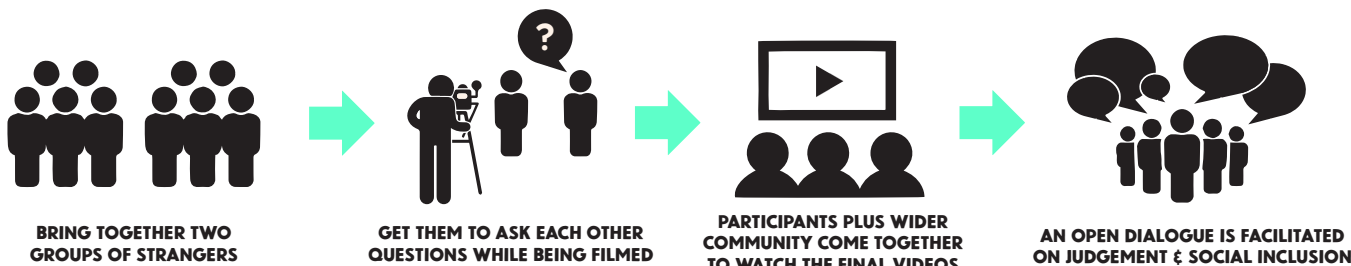 ?
BRING TOGETHER TWO
GROUPS OF STRANGERS
GET THEM TO ASK EACH OTHER
QUESTIONS WHILE BEING FILMED
PARTICIPANTS PLUS WIDER
COMMUNITY COME TOGETHER
TO WATCH THE FINAL VIDEOS
AN OPEN DIALOGUE IS FACILITATED
ON JUDGEMENT & SOCIAL INCLUSION